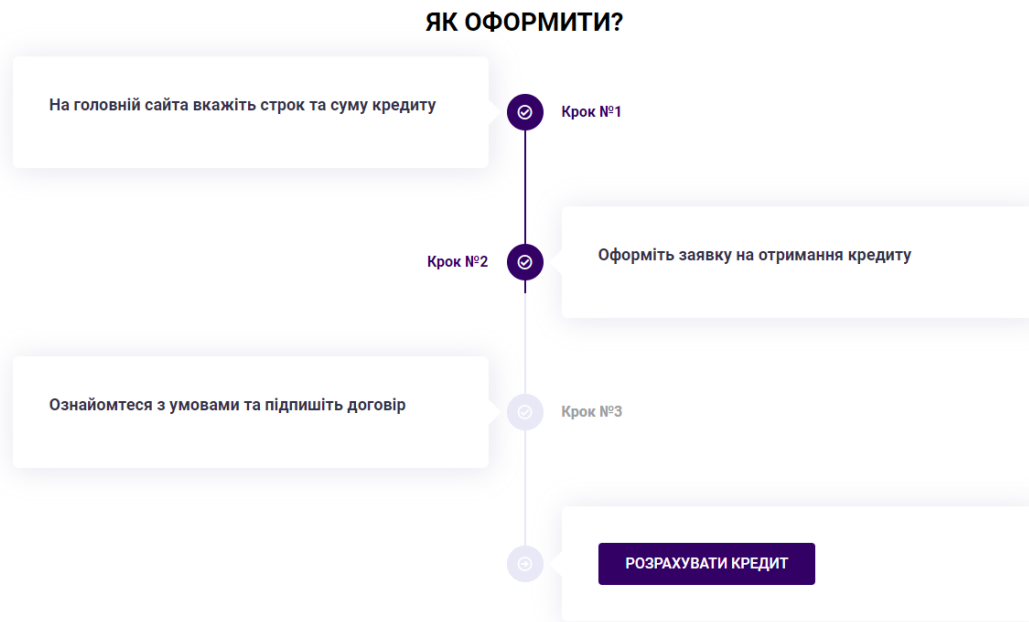 ЯК ОФОРМИТИ?
На головній сайта вкажіть строк та суму кредиту
Крок №1
Крок №2
Оформіть заявку на отримання кредиту
Ознайомтеся з умовами та підпишіть договір
Крок №3
РОЗРАХУВАТИ КРЕДИТ